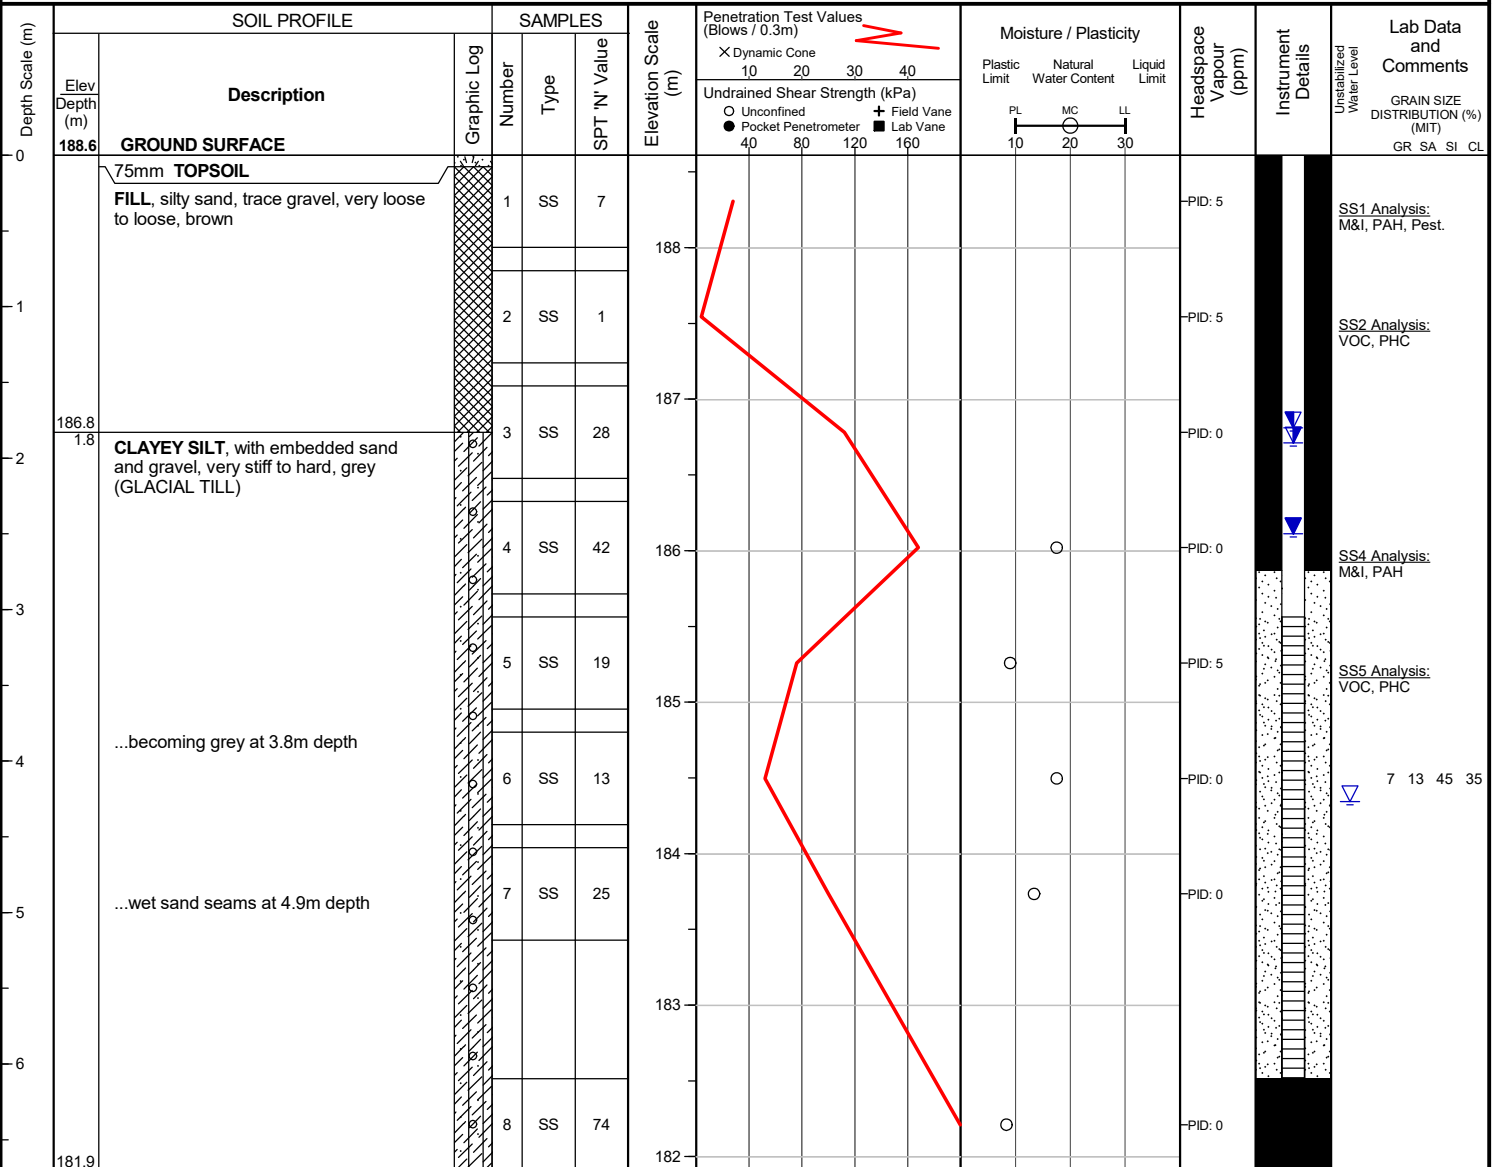 SOIL PROFILE
SAMPLES
Depth Scale (m)
Elev
Depth
(m)
188.6
Description
GROUND SURFACE
Graphic Log
Number
Type
SPT 'N' Value
Elevation Scale
(m)
Penetration Test Values
(Blows / 0.3m)
Dynamic Cone
10 20 30 40
Undrained Shear Strength (kPa)
Unconfined Field Vane
Pocket Penetrometer Lab Vane
40 80 120 160
Moisture / Plasticity
Plastic Natural Liquid
Limit Water Content Limit
PL MC LL
10 20 30
Headspace
Vapour
(ppm)
Instrument
Details
Unstabilized
Water Level
Lab Data
and
Comments
GRAIN SIZE
DISTRIBUTION (%)
(MIT)
GR SA SI CL
0
75mm TOPSOIL
FILL, silty sand, trace gravel, very loose
to loose, brown
1 SS 7
PID: 5
SS1 Analysis:
M&I, PAH, Pest.
188
1
2 SS 1
PID: 5
SS2 Analysis:
VOC, PHC
187
186.8
1.8
3 SS 28
PID: 0
CLAYEY SILT, with embedded sand
and gravel, very stiff to hard, grey
(GLACIAL TILL)
2
4 SS 42
186
PID: 0
SS4 Analysis:
M&I, PAH
3
5 SS 19
PID: 5
SS5 Analysis:
VOC, PHC
185
...becoming grey at 3.8m depth
4
6 SS 13
PID: 0
7 13 45 35
184
7 SS 25
PID: 0
...wet sand seams at 4.9m depth
5
183
6
8 SS 74
PID: 0
182
181.9